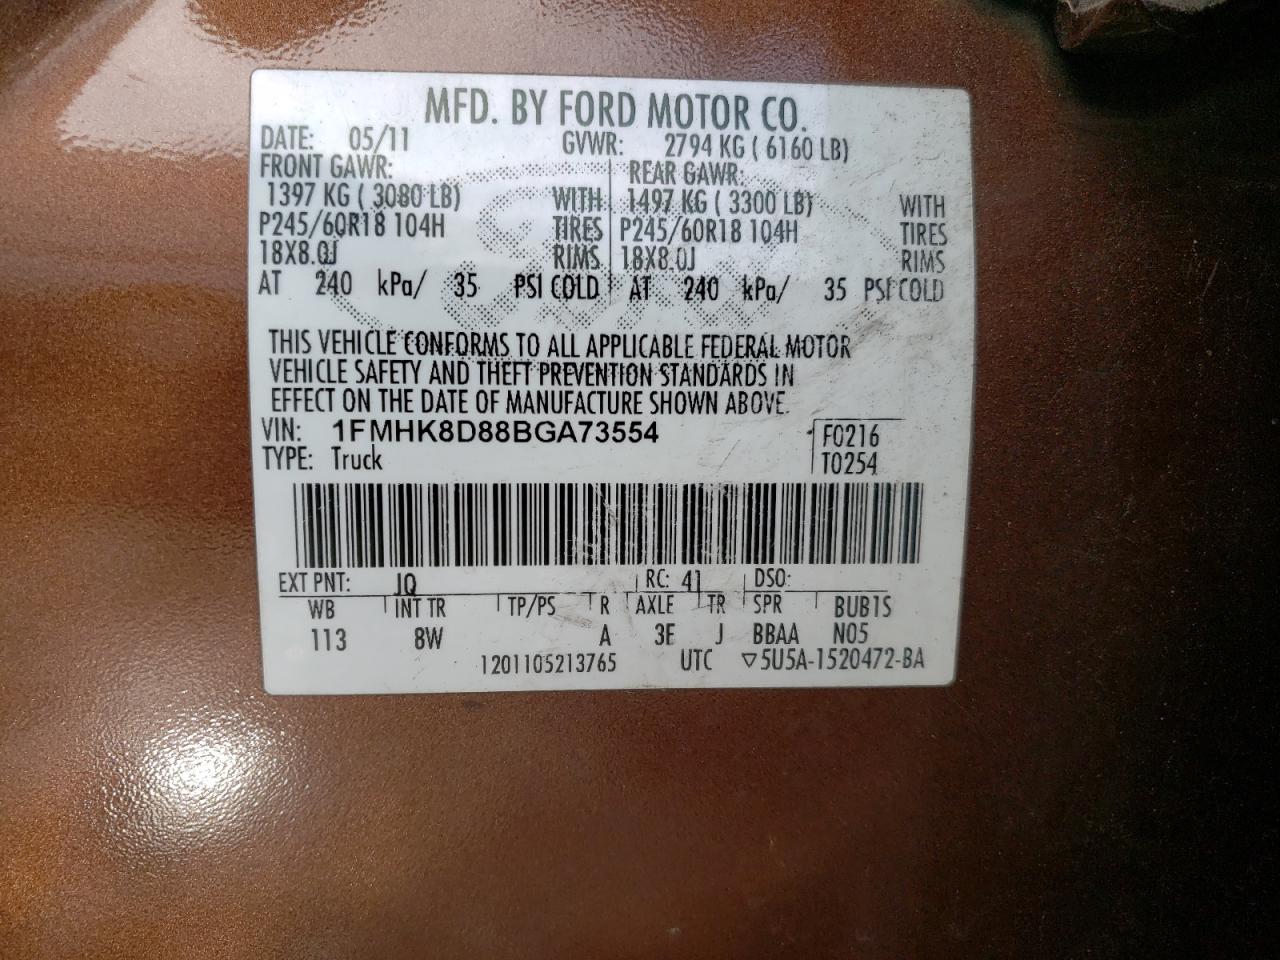 MFD. BY FORD MOTOR CO.
DATE: 05/11 GVWR: 2794 KG ( 6160 LB)
FRONT GAWR: REAR GAWR:
1397 KG ( 3080 LB) WITH 1497 KG ( 3300 LB) WITH
P245/60R18 104H TIRES P245/60R18 104H TIRES
18X8.0J RIMS 18X8.0J RIMS
AT 240 kPa/ 35 PSI COLD AT 240 kPa/ 35 PSI COLD
THIS VEHICLE CONFORMS TO ALL APPLICABLE FEDERAL MOTOR
VEHICLE SAFETY AND THEFT PREVENTION STANDARDS IN
EFFECT ON THE DATE OF MANUFACTURE SHOWN ABOVE.
VIN: 1FMHK8D88BGA73554 F0216
TYPE: Truck T0254
EXT PNT: JQ RC: 41 DSO:
WB INT TR TP/PS R AXLE TR SPR BUB1S
113 8W A 3E J BBAA N05
1201105213765 UTC ▽5U5A-1520472-BA